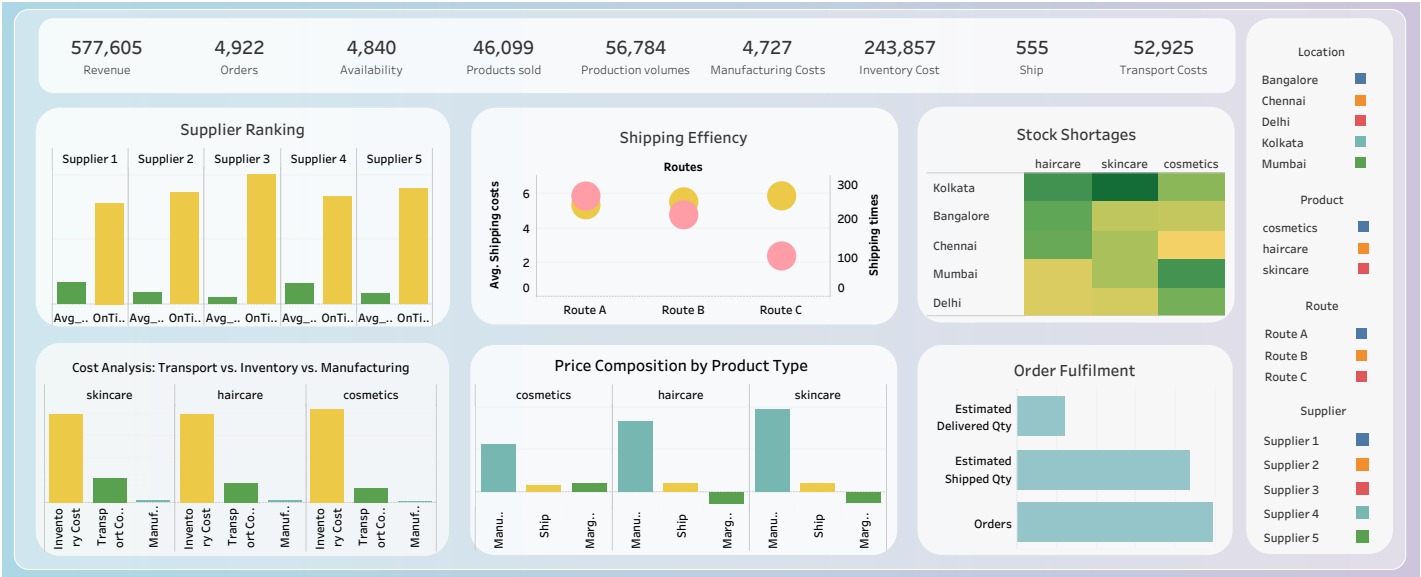 577,605 4,922 4,840 46,099 56,784 4,727 243,857 555 52,925
Revenue Orders Availability Products sold Production volumes Manufacturing Costs Inventory Cost Ship Transport Costs
Supplier Ranking
Supplier 1 Supplier 2 Supplier 3 Supplier 4 Supplier 5
Avg_.. OnTi.. Avg_.. OnTi.. Avg_.. OnTi.. Avg_.. OnTi.. Avg_.. OnTi..
Shipping Effiency
Routes
Avg. Shipping costs
6
4
2
0
300
200
100
0
Shipping times
Route A Route B Route C
Stock Shortages
haircare skincare cosmetics
Kolkata
Bangalore
Chennai
Mumbai
Delhi
Cost Analysis: Transport vs. Inventory vs. Manufacturing
skincare haircare cosmetics
Invento
ry Cost
Transp
ort Co..
Manuf..
Invento
ry Cost
Transp
ort Co..
Manuf..
Invento
ry Cost
Transp
ort Co..
Manuf..
Price Composition by Product Type
cosmetics haircare skincare
Manu..
Ship
Marg..
Manu..
Ship
Marg..
Manu..
Ship
Marg..
Order Fulfilment
Estimated
Delivered Qty
Estimated
Shipped Qty
Orders
Location
Bangalore
Chennai
Delhi
Kolkata
Mumbai
Product
cosmetics
haircare
skincare
Route
Route A
Route B
Route C
Supplier
Supplier 1
Supplier 2
Supplier 3
Supplier 4
Supplier 5